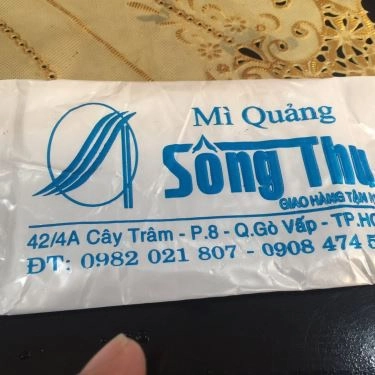 Mì Quảng
Sông Thu
GIAO HÀNG TẬN
42/4A Cây Trâm - P.8 - Q.Gò Vấp - TP.HC
ĐT: 0982 021 807 - 0908 474 5